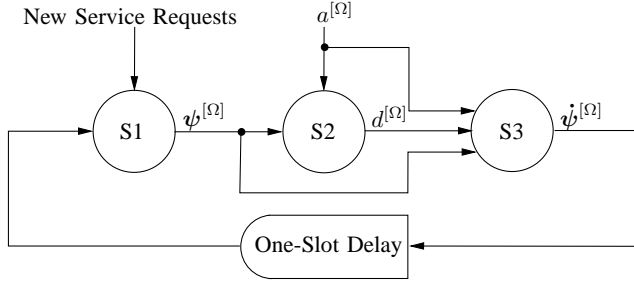 New Service Requests
a^{[Ω]}
S1
ψ^{[Ω]}
S2
d^{[Ω]}
S3
ψ̇^{[Ω]}
One-Slot Delay